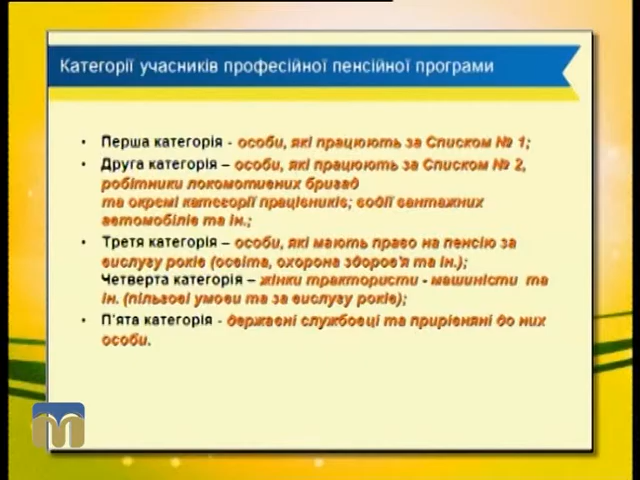 Категорії учасників професійної пенсійної програми
• Перша категорія - особи, які працюють за Списком № 1;
• Друга категорія – особи, які працюють за Списком № 2,
робітники локомотивних бригад
та окремі категорії працівників; водії вантажних
автомобілів та ін.;
• Третя категорія – особи, які мають право на пенсію за
вислугу років (освіта, охорона здоров'я та ін.);
Четверта категорія – жінки трактористи - машиністи та
ін. (пільгові умови та за вислугу років);
• П'ята категорія - державні службовці та прирівняні до них
особи.